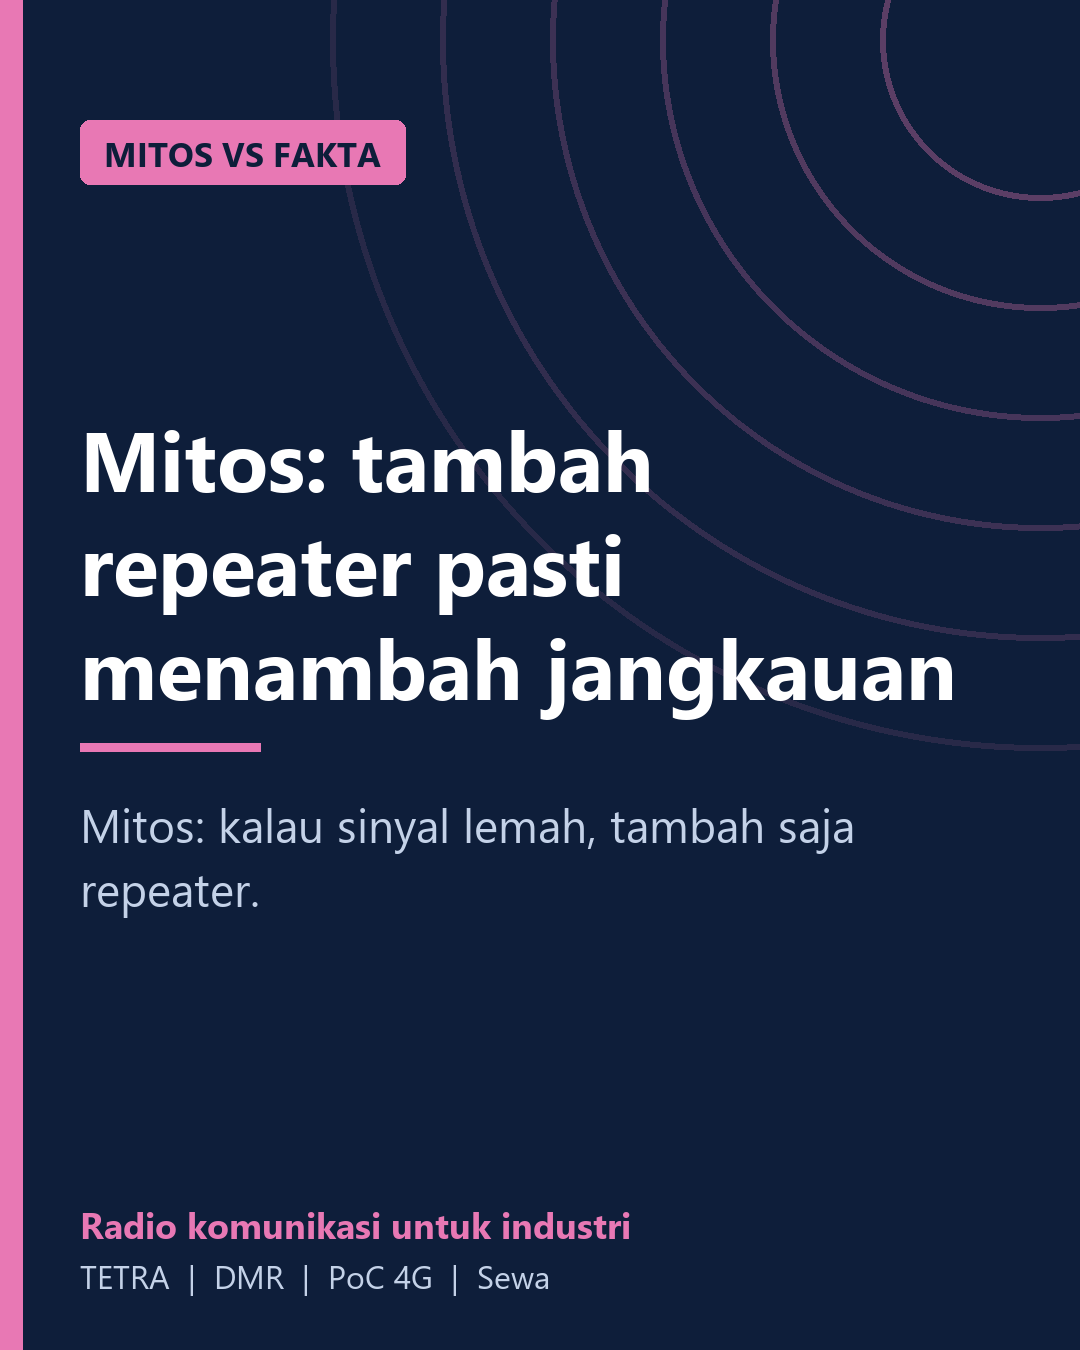 MITOS VS FAKTA
Mitos: tambah
repeater pasti
menambah jangkauan
Mitos: kalau sinyal lemah, tambah saja
repeater.
Radio komunikasi untuk industri
TETRA | DMR | PoC 4G | Sewa